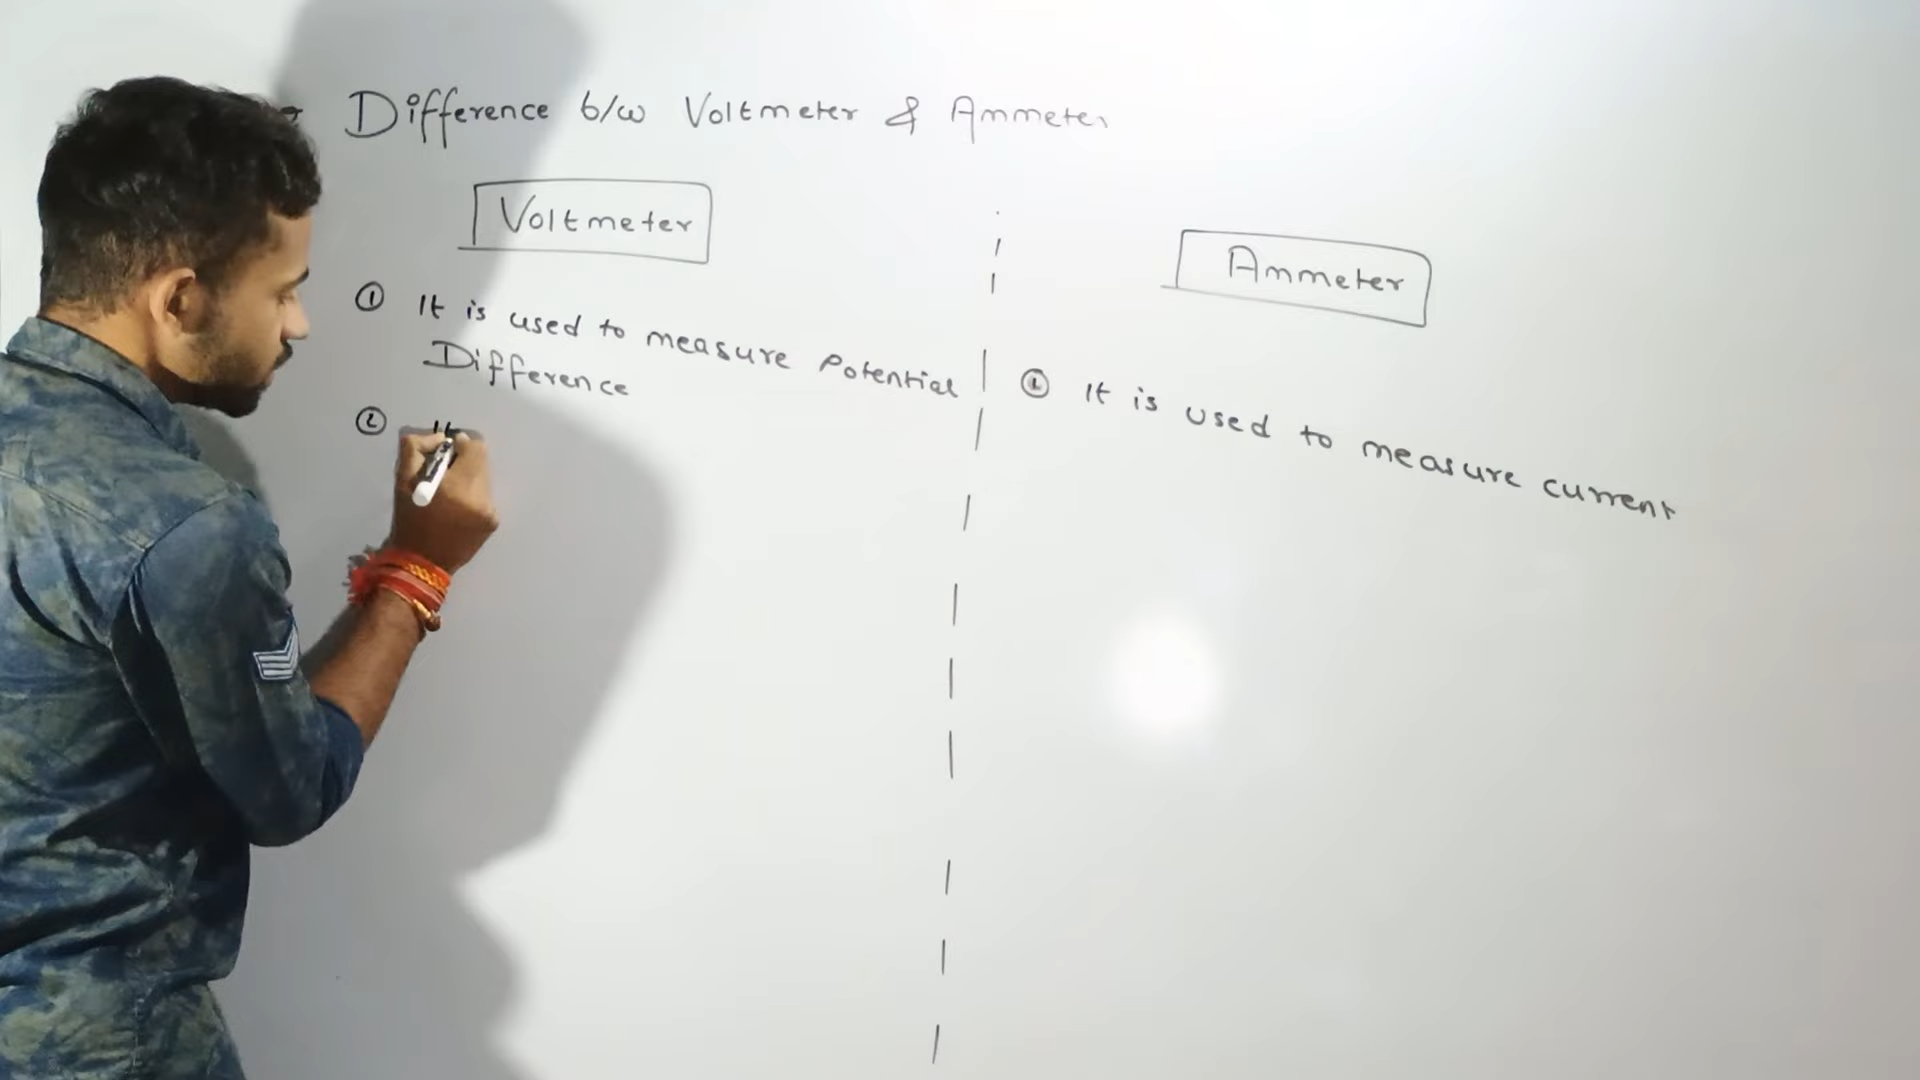 Difference b/w Voltmeter & Ammeter
Voltmeter
① It is used to measure Potential
Difference
② It
Ammeter
① It is used to measure current